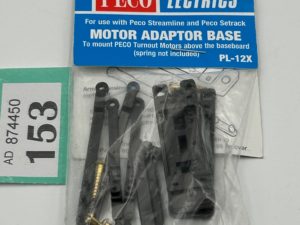 PECO
LECTRICS
For use with Peco Streamline and Peco Setrack
MOTOR ADAPTOR BASE
To mount PECO Turnout Motors above the baseboard
(spring not included)
PL-12X
AD 874450
153